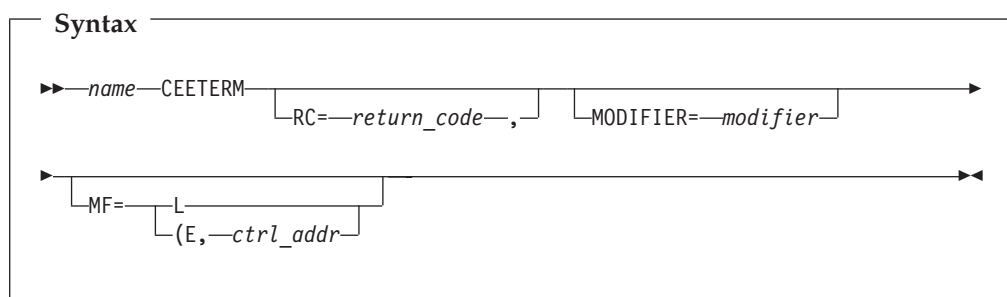 Syntax
name CEETERM
RC= return_code , MODIFIER= modifier
MF= L
(E, ctrl_addr